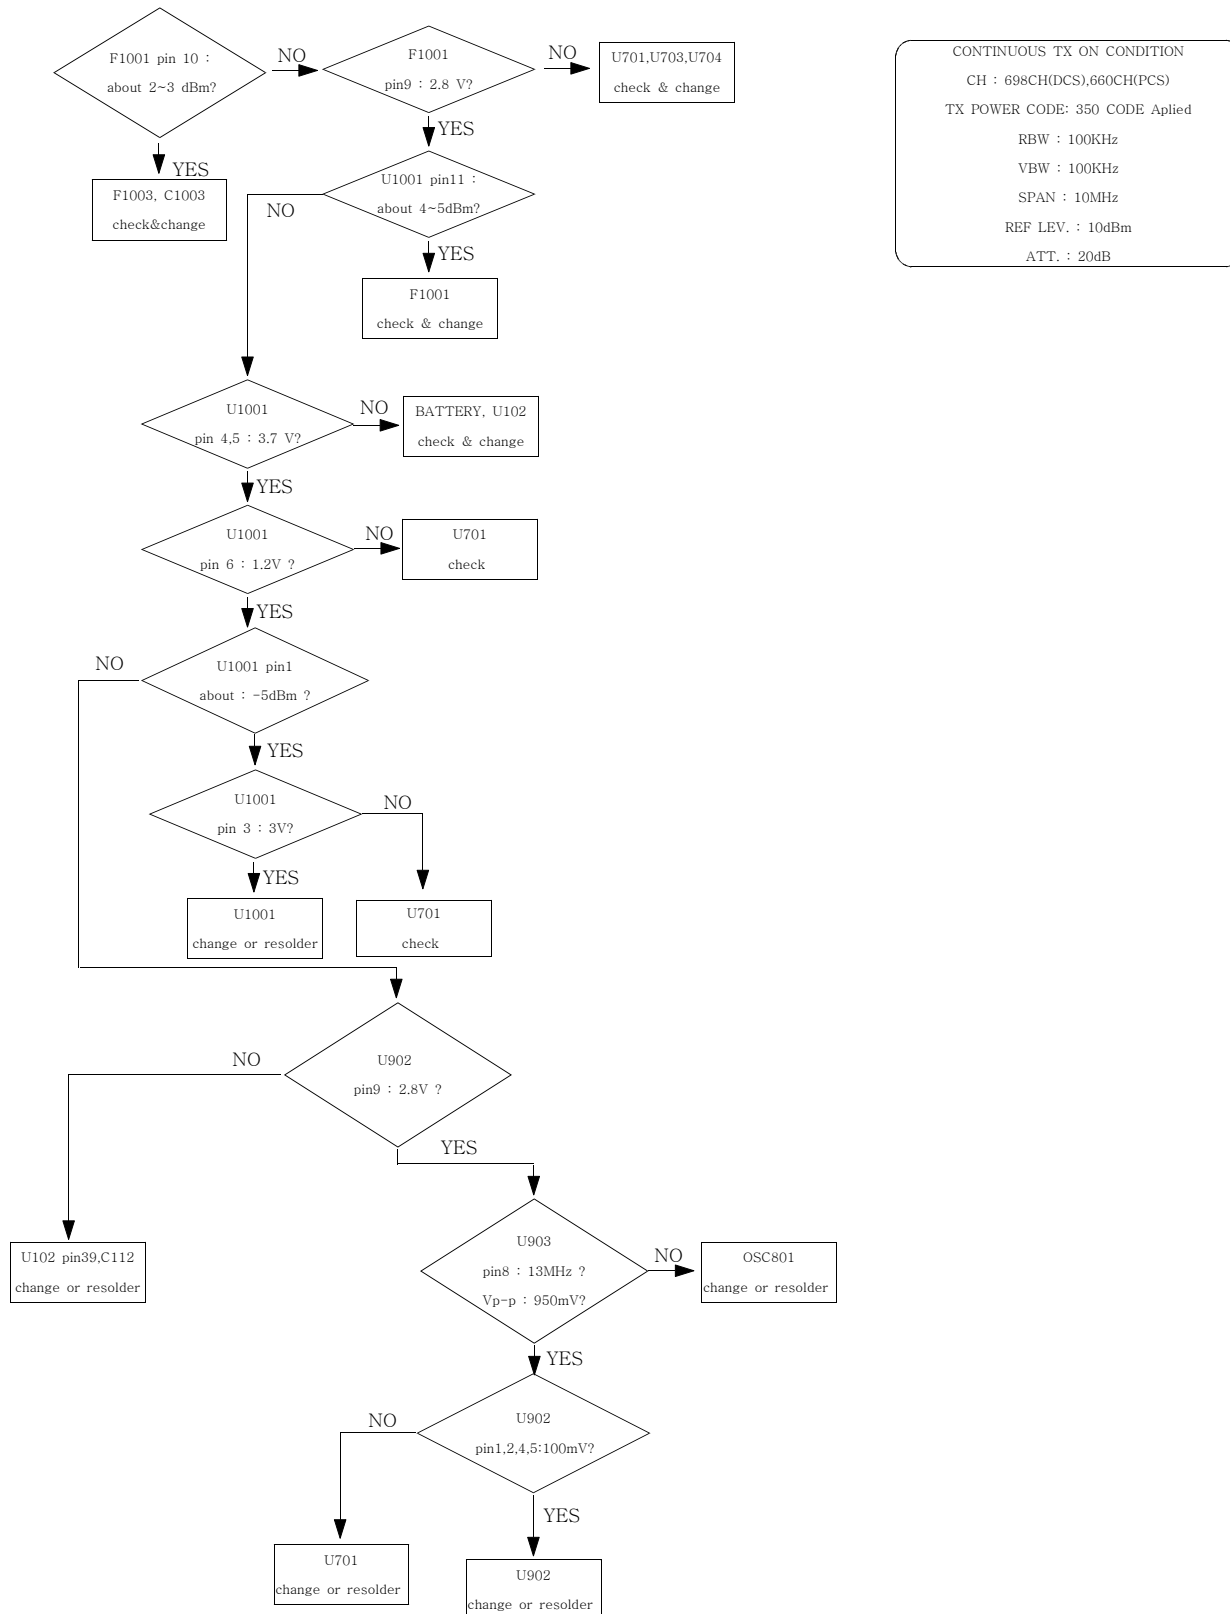 F1001 pin 10 :
about 2~3 dBm?
NO
F1001
pin9 : 2.8 V?
NO
U701,U703,U704
check & change
CONTINUOUS TX ON CONDITION
CH : 698CH(DCS),660CH(PCS)
TX POWER CODE: 350 CODE Aplied
RBW : 100KHz
VBW : 100KHz
SPAN : 10MHz
REF LEV. : 10dBm
ATT. : 20dB
YES
YES
F1003, C1003
check&change
U1001 pin11 :
about 4~5dBm?
NO
YES
F1001
check & change
U1001
pin 4,5 : 3.7 V?
NO
BATTERY, U102
check & change
YES
U1001
pin 6 : 1.2V ?
NO
U701
check
YES
NO
U1001 pin1
about : -5dBm ?
YES
U1001
pin 3 : 3V?
NO
YES
U1001
change or resolder
U701
check
NO
U902
pin9 : 2.8V ?
YES
U102 pin39,C112
change or resolder
U903
pin8 : 13MHz ?
Vp-p : 950mV?
NO
OSC801
change or resolder
YES
NO
U902
pin1,2,4,5:100mV?
YES
U701
change or resolder
U902
change or resolder